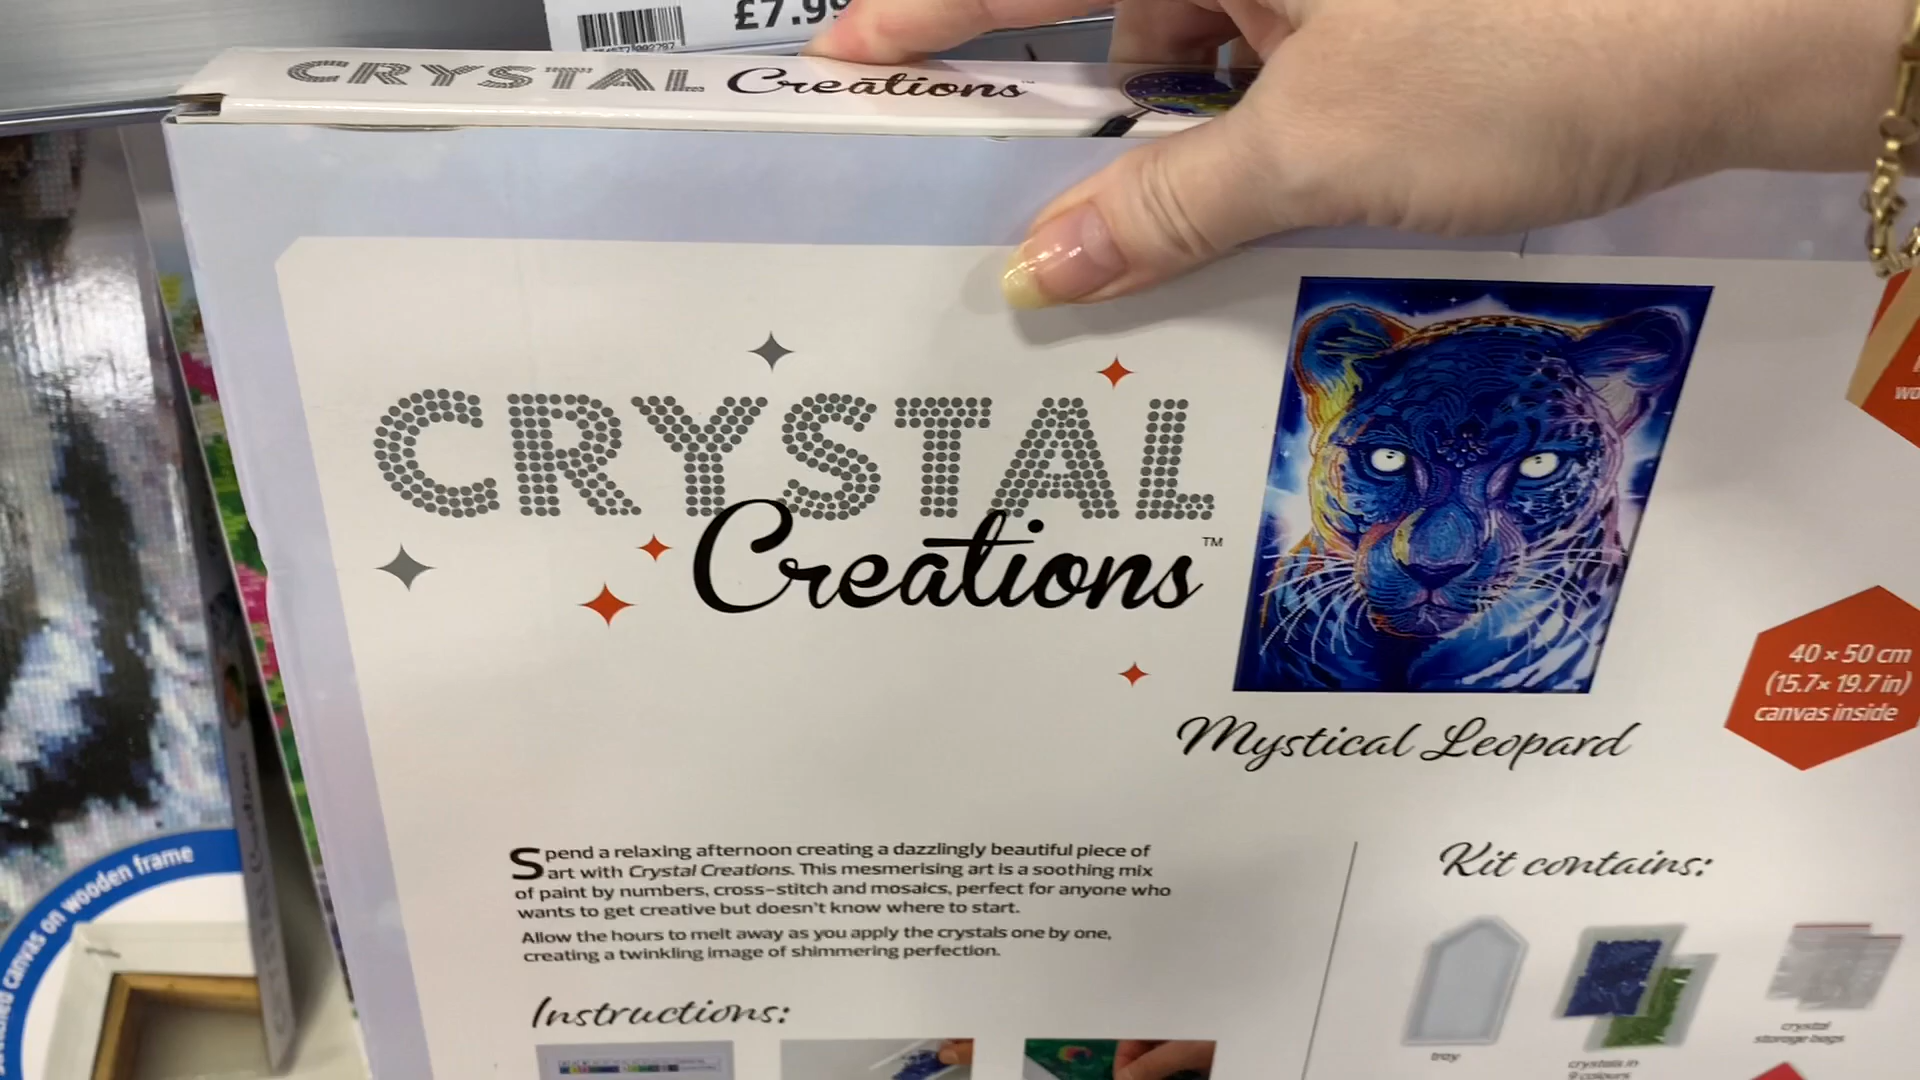 CRYSTAL Creations
CRYSTAL
Creations™
Mystical Leopard
40 × 50 cm
(15.7× 19.7 in)
canvas inside
Spend a relaxing afternoon creating a dazzlingly beautiful piece of
art with Crystal Creations. This mesmerising art is a soothing mix
of paint by numbers, cross-stitch and mosaics, perfect for anyone who
wants to get creative but doesn't know where to start.
Allow the hours to melt away as you apply the crystals one by one,
creating a twinkling image of shimmering perfection.
Instructions:
Kit contains:
tray
crystals in
9 colours
crystal
storage bags
canvas on wooden frame